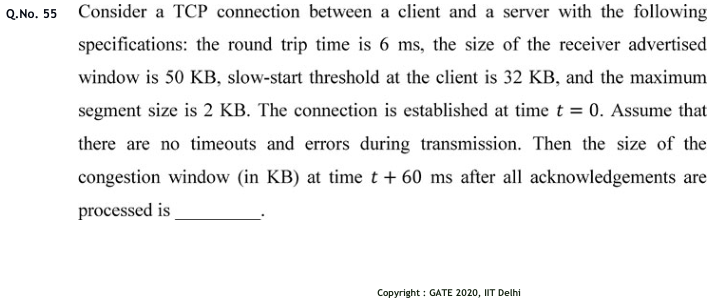 Q.No. 55 Consider a TCP connection between a client and a server with the following
specifications: the round trip time is 6 ms, the size of the receiver advertised
window is 50 KB, slow-start threshold at the client is 32 KB, and the maximum
segment size is 2 KB. The connection is established at time t = 0. Assume that
there are no timeouts and errors during transmission. Then the size of the
congestion window (in KB) at time t + 60 ms after all acknowledgements are
processed is _________.
Copyright : GATE 2020, IIT Delhi